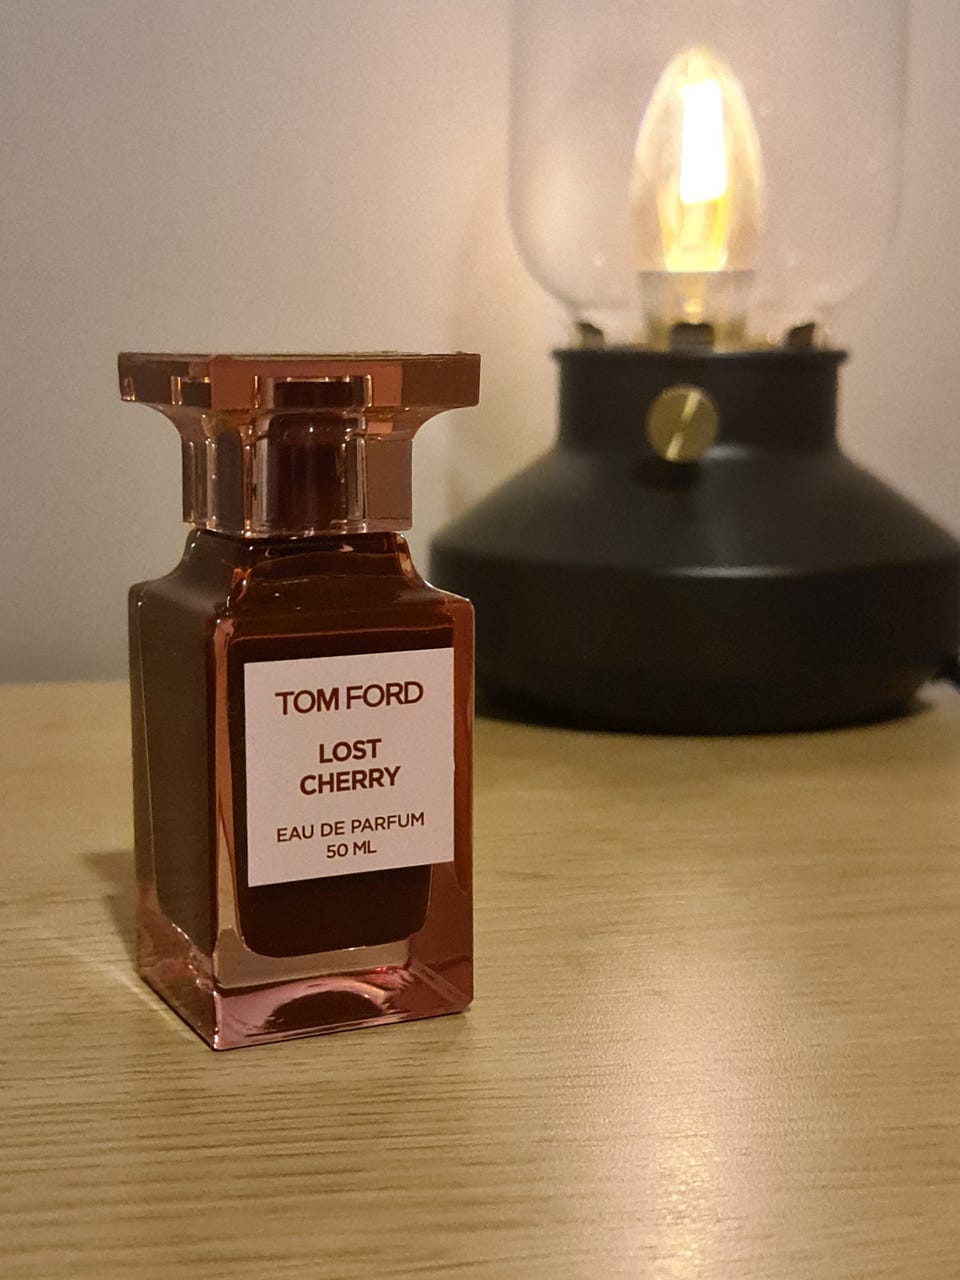 TOM FORD
LOST
CHERRY
EAU DE PARFUM
50 ML